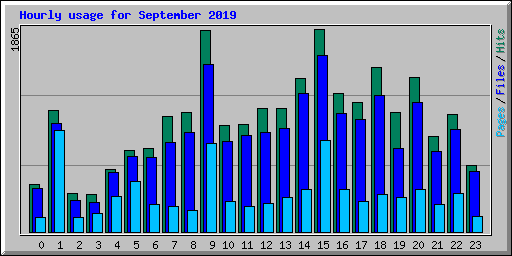 Hourly usage for September 2019
1865
Pages/Files/Hits
0 1 2 3 4 5 6 7 8 9 10 11 12 13 14 15 16 17 18 19 20 21 22 23